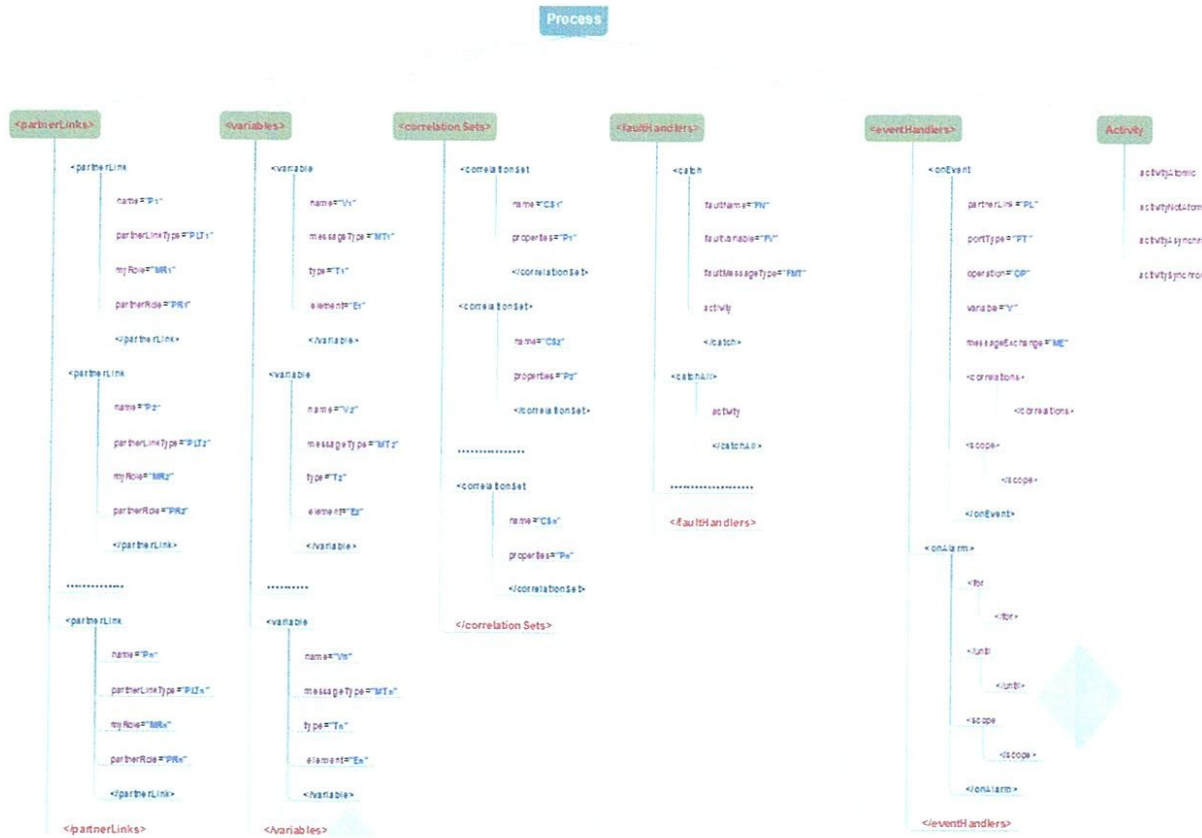 Process
<partnerLinks>
<partnerLink
name="P1"
partnerLinkType="PLT1"
myRole="MR1"
partnerRole="PR1"
</partnerLink>
<partnerLink
name="P2"
partnerLinkType="PLT2"
myRole="MR2"
partnerRole="PR2"
</partnerLink>
..............
<partnerLink
name="Pn"
partnerLinkType="PLTn"
myRole="MRn"
partnerRole="PRn"
</partnerLink>
</partnerLinks>
<variables>
<variable
name="V1"
messageType="MT1"
type="T1"
element="E1"
</variable>
<variable
name="V2"
messageType="MT2"
type="T2"
element="E2"
</variable>
..........
<variable
name="Vn"
messageType="MTn"
type="Tn"
element="En"
</variable>
</variables>
<correlation Sets>
<correlationSet
name="CS1"
properties="P1"
</correlationSet>
<correlationSet>
name="CS2"
properties="P2"
</correlationSet>
................
<correlationSet
name="CSn"
properties="Pn"
</correlationSet>
</correlation Sets>
<faultHandlers>
<catch
faultName="FN"
faultVariable="FV"
faultMessageType="FMT"
activity
</catch>
<catchAll>
activity
</catchAll>
....................
</faultHandlers>
<eventHandlers>
<onEvent
partnerLink="PL"
portType="PT"
operation="OP"
variable="V"
messageExchange="ME"
<correlations>
</correlations>
<scope>
</scope>
</onEvent>
<onAlarm>
<for
</for>
</until
</until>
<scope
</scope>
</onAlarm>
</eventHandlers>
Activity
activityAtomic
activityNotAtom
activityAsynchro
activitySynchro